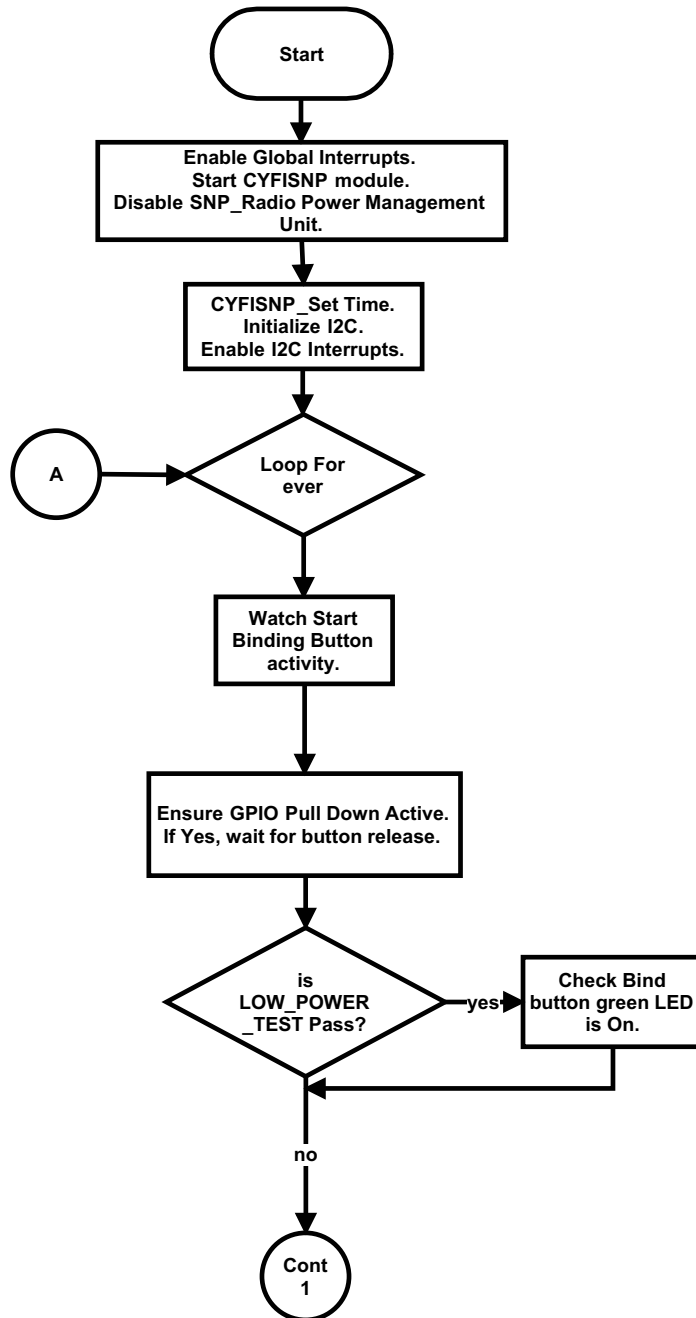 Start
Enable Global Interrupts.
Start CYFISNP module.
Disable SNP_Radio Power Management
Unit.
CYFISNP_Set Time.
Initialize I2C.
Enable I2C Interrupts.
A
Loop For
ever
Watch Start
Binding Button
activity.
Ensure GPIO Pull Down Active.
If Yes, wait for button release.
is
LOW_POWER
_TEST Pass?
yes
Check Bind
button green LED
is On.
no
Cont
1